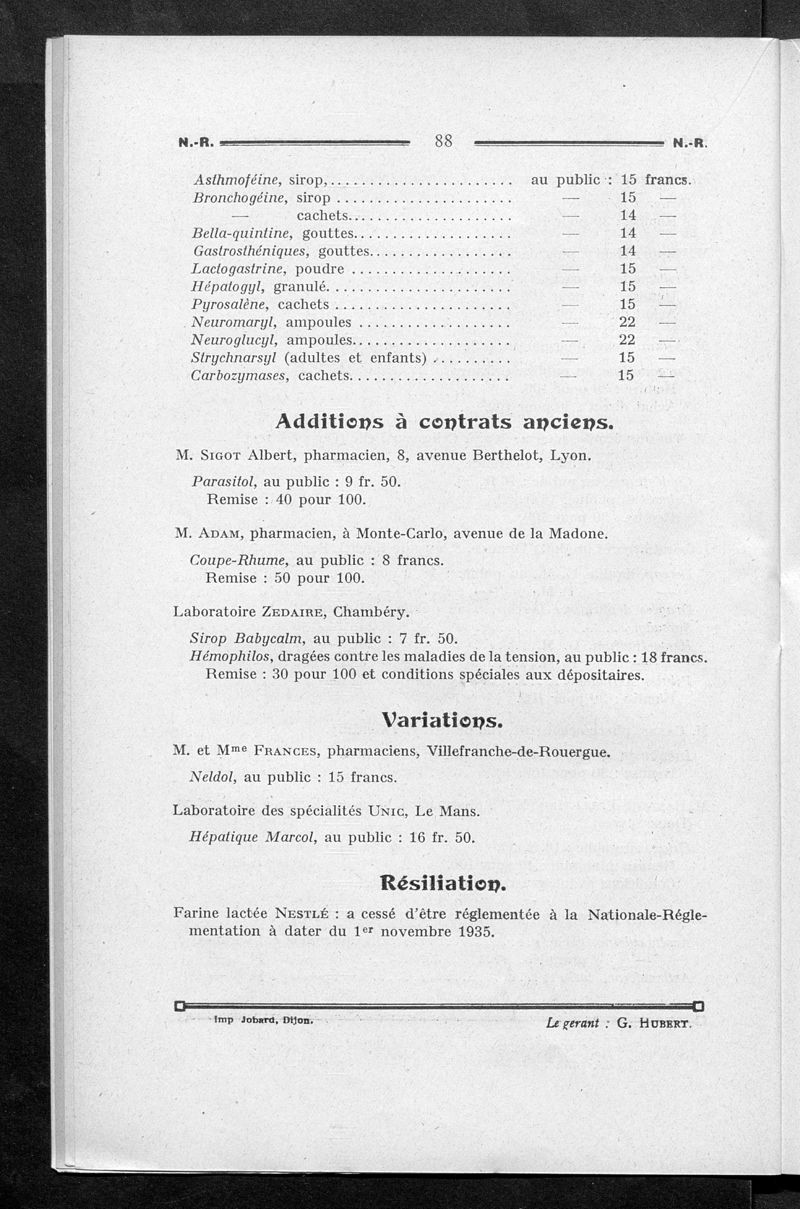 N.-R. 88 N.-R.
Asthmoféine, sirop,....................... au public : 15 francs.
Bronchogéine, sirop ...................... — 15 —
— cachets..................... — 14 —
Bella-quintine, gouttes.................... — 14 —
Gastrosthéniques, gouttes.................. — 14 —
Lactogastrine, poudre .................... — 15 —
Hépatogyl, granulé....................... — 15 —
Pyrosalène, cachets ...................... — 15 —
Neuromaryl, ampoules ................... — 22 —
Neuroglucyl, ampoules.................... — 22 —
Strychnarsyl (adultes et enfants) .......... — 15 —
Carbozymases, cachets.................... — 15 —
Additions à contrats anciens.
M. SIGOT Albert, pharmacien, 8, avenue Berthelot, Lyon.
Parasitol, au public : 9 fr. 50.
Remise : 40 pour 100.
M. ADAM, pharmacien, à Monte-Carlo, avenue de la Madone.
Coupe-Rhume, au public : 8 francs.
Remise : 50 pour 100.
Laboratoire ZEDAIRE, Chambéry.
Sirop Babycalm, au public : 7 fr. 50.
Hémophilos, dragées contre les maladies de la tension, au public : 18 francs.
Remise : 30 pour 100 et conditions spéciales aux dépositaires.
Variations.
M. et Mme FRANCES, pharmaciens, Villefranche-de-Rouergue.
Neldol, au public : 15 francs.
Laboratoire des spécialités UNIC, Le Mans.
Hépatique Marcol, au public : 16 fr. 50.
Résiliation.
Farine lactée NESTLÉ : a cessé d'être réglementée à la Nationale-Régle-
mentation à dater du 1er novembre 1935.
Imp Jobard, Dijon. Le gerant : G. HUBERT.